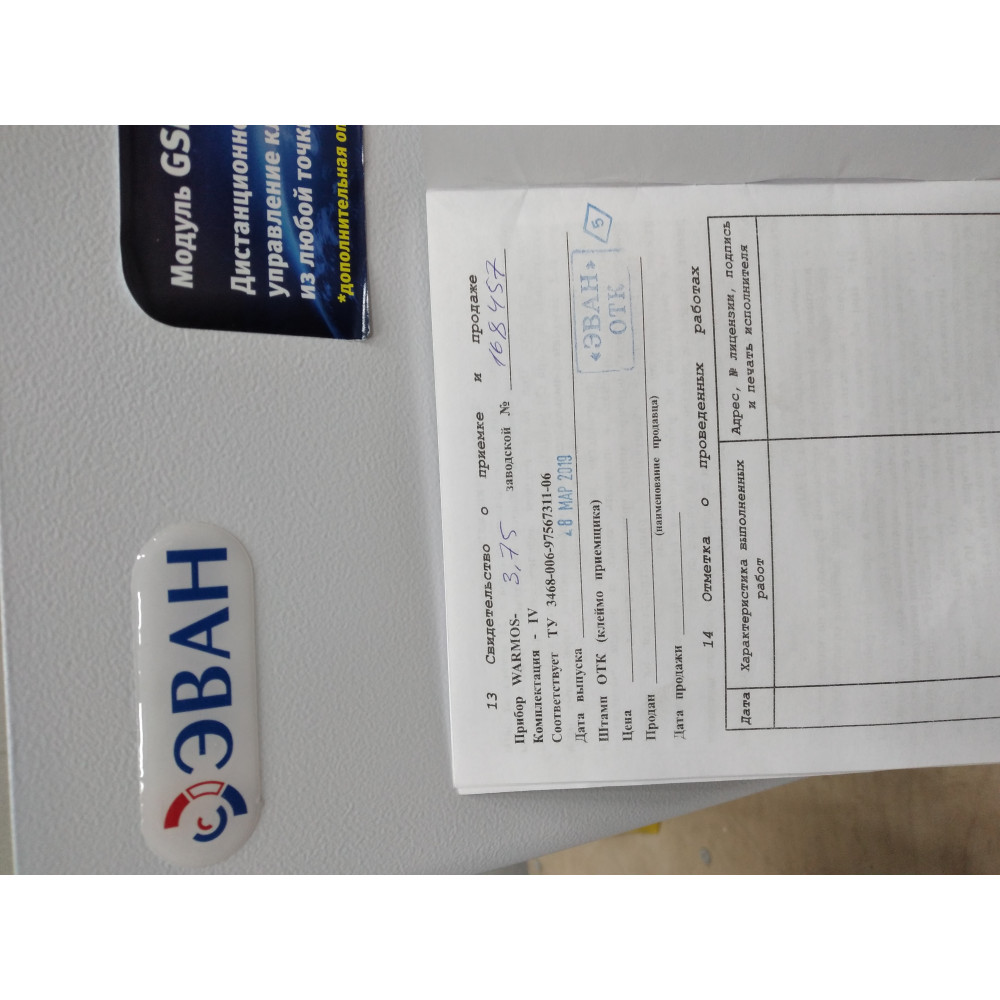 ЭВАН
Модуль GS
Дистанционн
управление к
из любой точк
*дополнительная оп
13 Свидетельство о приемке и продаже
Прибор WARMOS- 3,75 заводской № 168457
Комплектация - IV
Соответствует ТУ 3468-006-97567311-06
Дата выпуска 8 МАР 2019
Штамп ОТК (клеймо приемщика) «ЭВАН» ОТК 5
Цена
Продан
(наименование продавца)
Дата продажи
14 Отметка о проведенных работах
Дата Характеристика выполненных работ Адрес, № лицензии, подпись и печать исполнителя